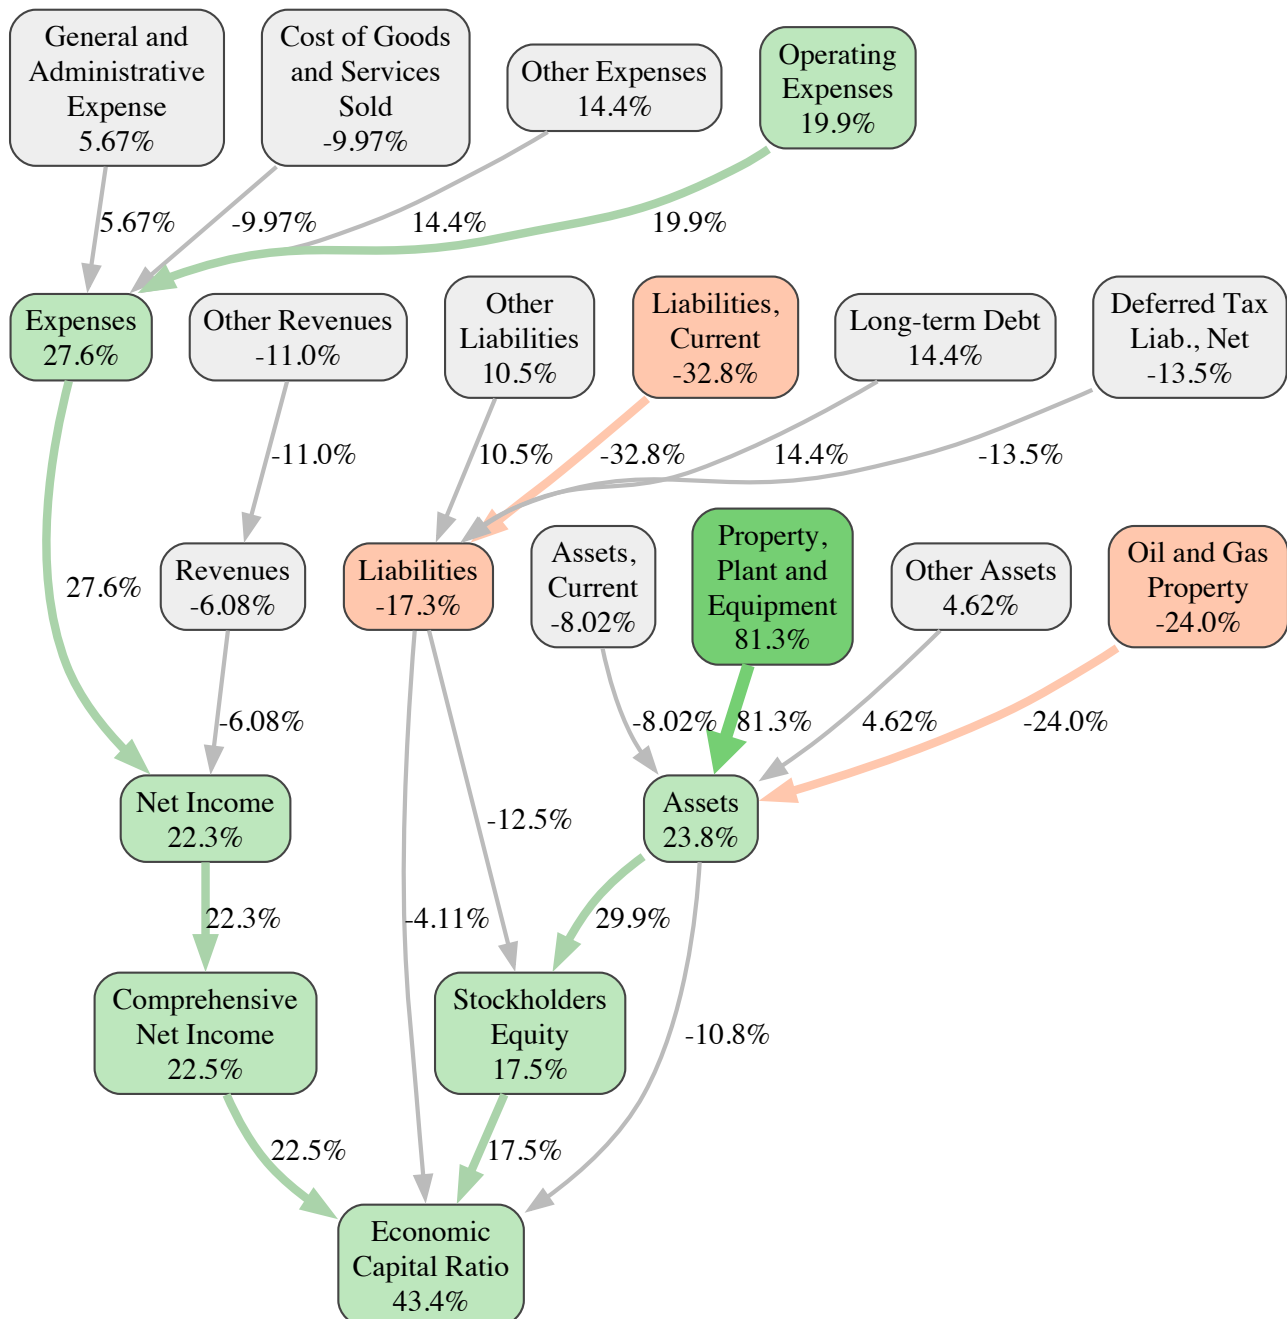 General and
Administrative
Expense
5.67%
Cost of Goods
and Services
Sold
-9.97%
Other Expenses
14.4%
Operating
Expenses
19.9%
5.67%
-9.97%
14.4%
19.9%
Expenses
27.6%
Other Revenues
-11.0%
Other
Liabilities
10.5%
Liabilities,
Current
-32.8%
Long-term Debt
14.4%
Deferred Tax
Liab., Net
-13.5%
-11.0%
10.5%
-32.8%
14.4%
-13.5%
27.6%
Revenues
-6.08%
Liabilities
-17.3%
Assets,
Current
-8.02%
Property,
Plant and
Equipment
81.3%
Other Assets
4.62%
Oil and Gas
Property
-24.0%
-6.08%
-8.02%
81.3%
4.62%
-24.0%
Net Income
22.3%
-12.5%
Assets
23.8%
22.3%
-4.11%
29.9%
Comprehensive
Net Income
22.5%
Stockholders
Equity
17.5%
-10.8%
22.5%
17.5%
Economic
Capital Ratio
43.4%